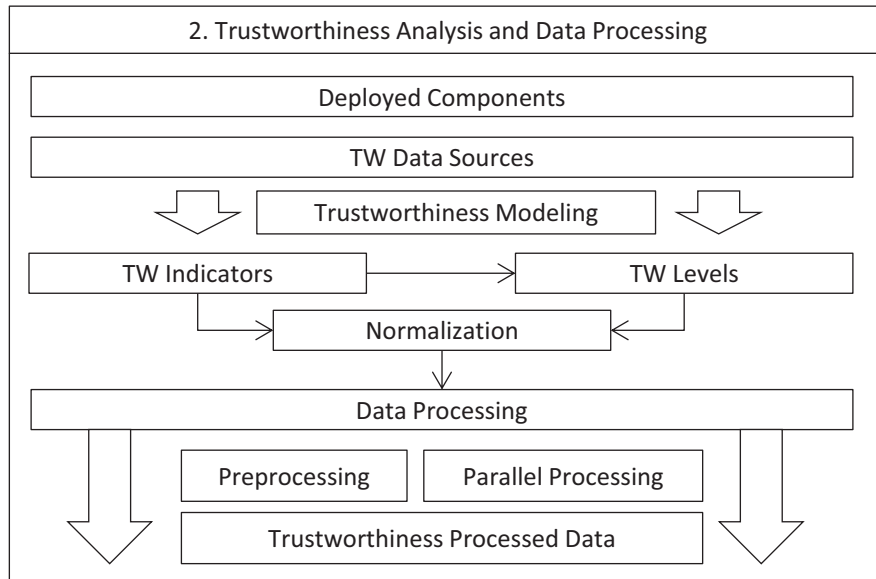 2. Trustworthiness Analysis and Data Processing
Deployed Components
TW Data Sources
Trustworthiness Modeling
TW Indicators
TW Levels
Normalization
Data Processing
Preprocessing
Parallel Processing
Trustworthiness Processed Data